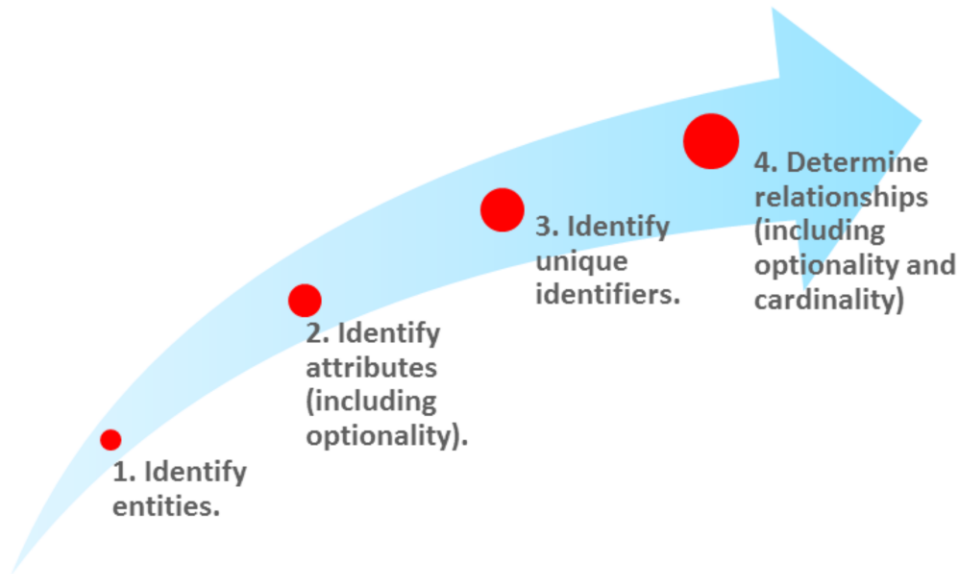 1. Identify
entities.
2. Identify
attributes
(including
optionality).
3. Identify
unique
identifiers.
4. Determine
relationships
(including
optionality and
cardinality)